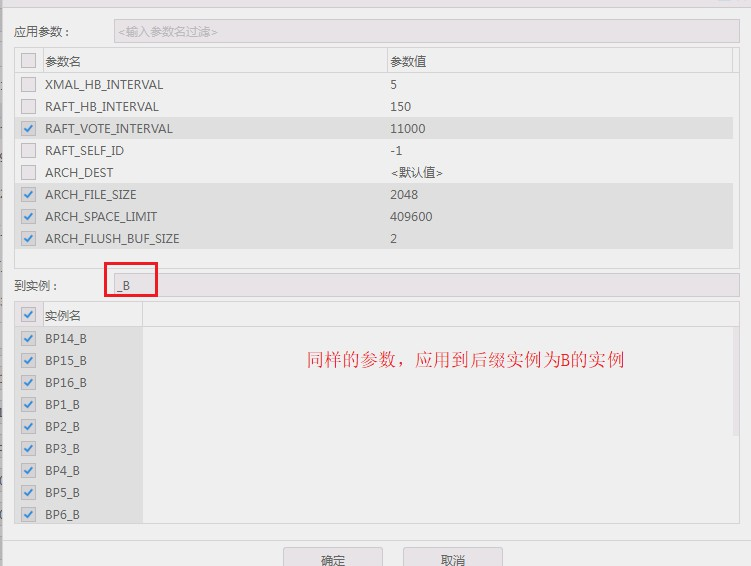 应用参数： <输入参数名过滤>
参数名 参数值
XMAL_HB_INTERVAL 5
RAFT_HB_INTERVAL 150
RAFT_VOTE_INTERVAL 11000
RAFT_SELF_ID -1
ARCH_DEST <默认值>
ARCH_FILE_SIZE 2048
ARCH_SPACE_LIMIT 409600
ARCH_FLUSH_BUF_SIZE 2
到实例： _B
实例名
BP14_B
BP15_B
同样的参数，应用到后缀实例为B的实例
BP16_B
BP1_B
BP2_B
BP3_B
BP4_B
BP5_B
BP6_B
确定 取消